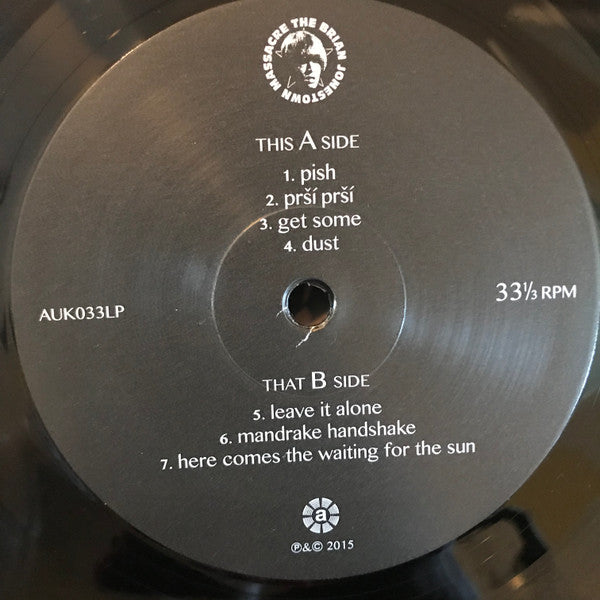 THE BRIAN JONESTOWN MASSACRE
THIS A SIDE
1. pish
2. prší prší
3. get some
4. dust
AUK033LP
33⅓ RPM
THAT B SIDE
5. leave it alone
6. mandrake handshake
7. here comes the waiting for the sun
a
℗&© 2015